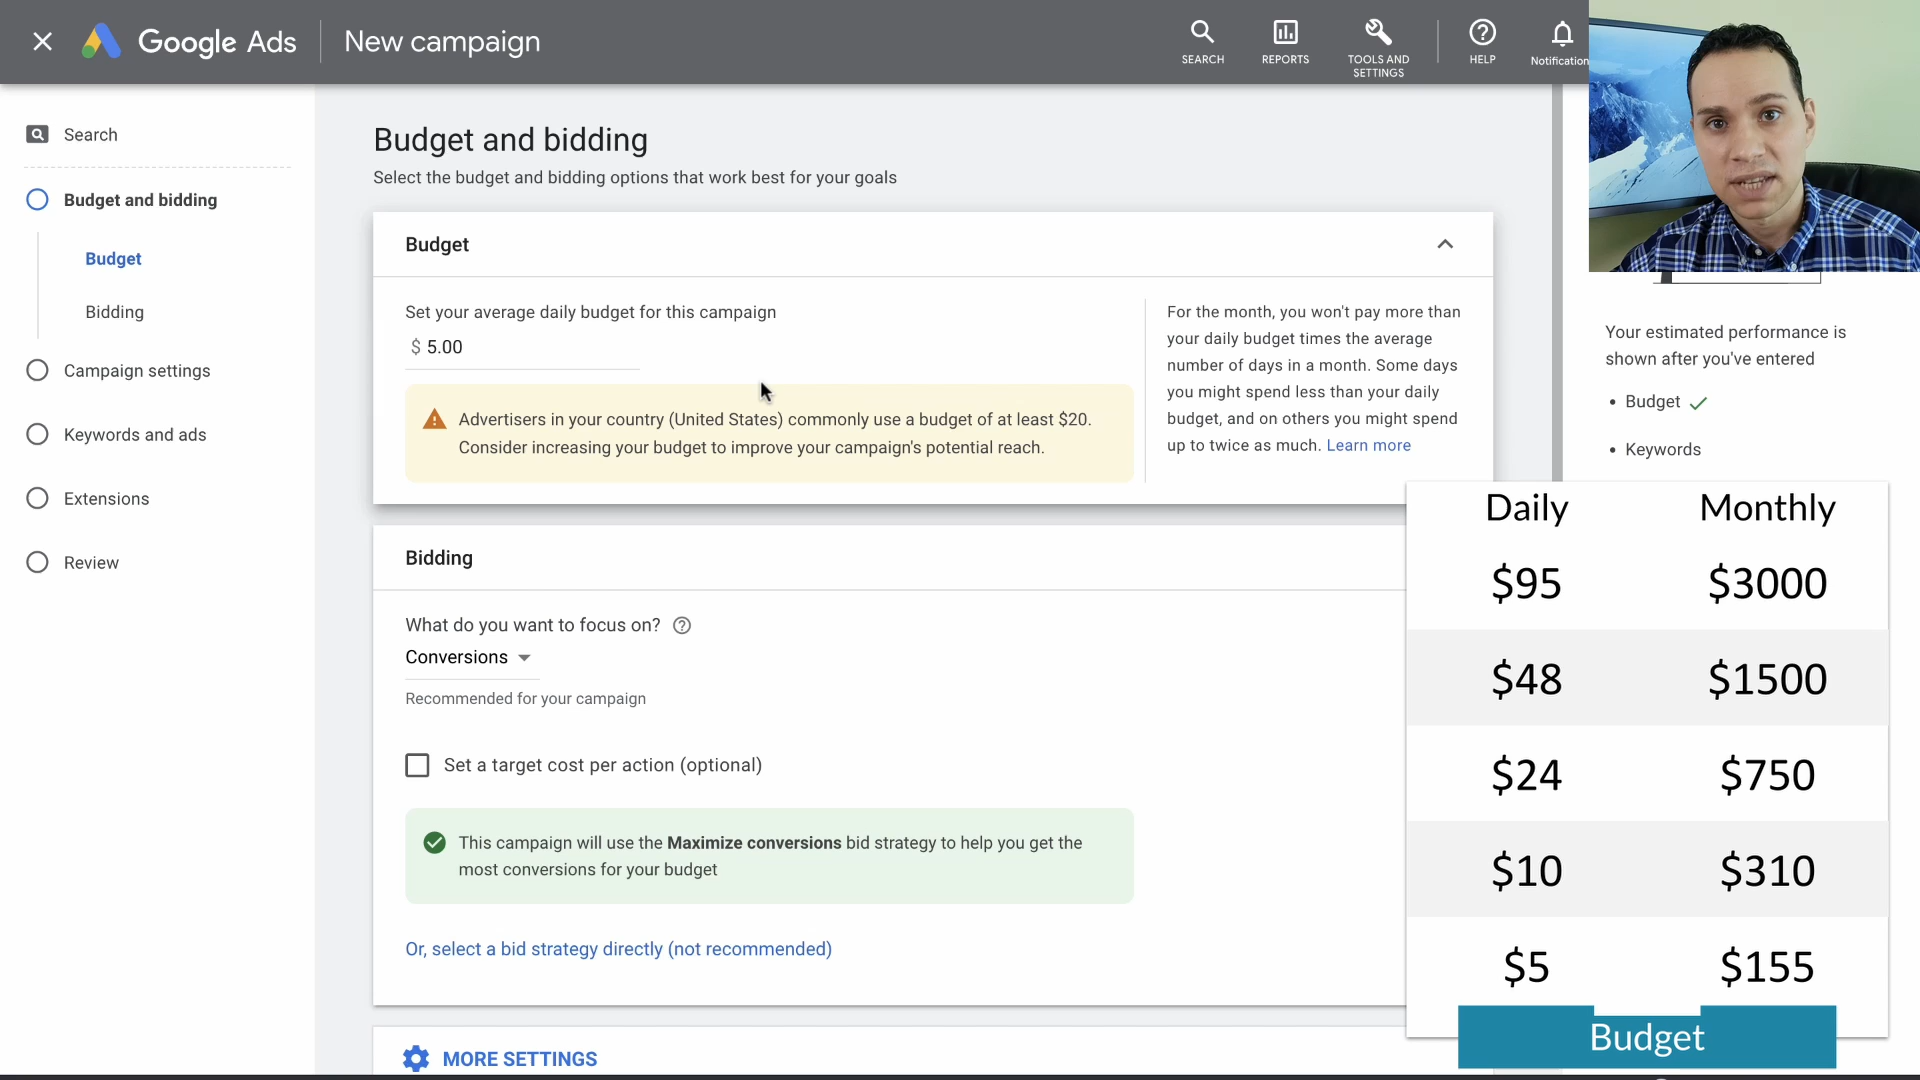 Google Ads
New campaign
SEARCH
REPORTS
TOOLS AND
SETTINGS
HELP
Notification
Search
Budget and bidding
Budget
Bidding
Campaign settings
Keywords and ads
Extensions
Review
Budget and bidding
Select the budget and bidding options that work best for your goals
Budget
Set your average daily budget for this campaign
$ 5.00
Advertisers in your country (United States) commonly use a budget of at least $20.
Consider increasing your budget to improve your campaign's potential reach.
For the month, you won't pay more than
your daily budget times the average
number of days in a month. Some days
you might spend less than your daily
budget, and on others you might spend
up to twice as much. Learn more
Bidding
What do you want to focus on?
Conversions
Recommended for your campaign
Set a target cost per action (optional)
This campaign will use the Maximize conversions bid strategy to help you get the
most conversions for your budget
Or, select a bid strategy directly (not recommended)
MORE SETTINGS
Your estimated performance is
shown after you've entered
• Budget
• Keywords
Daily Monthly
$95 $3000
$48 $1500
$24 $750
$10 $310
$5 $155
Budget